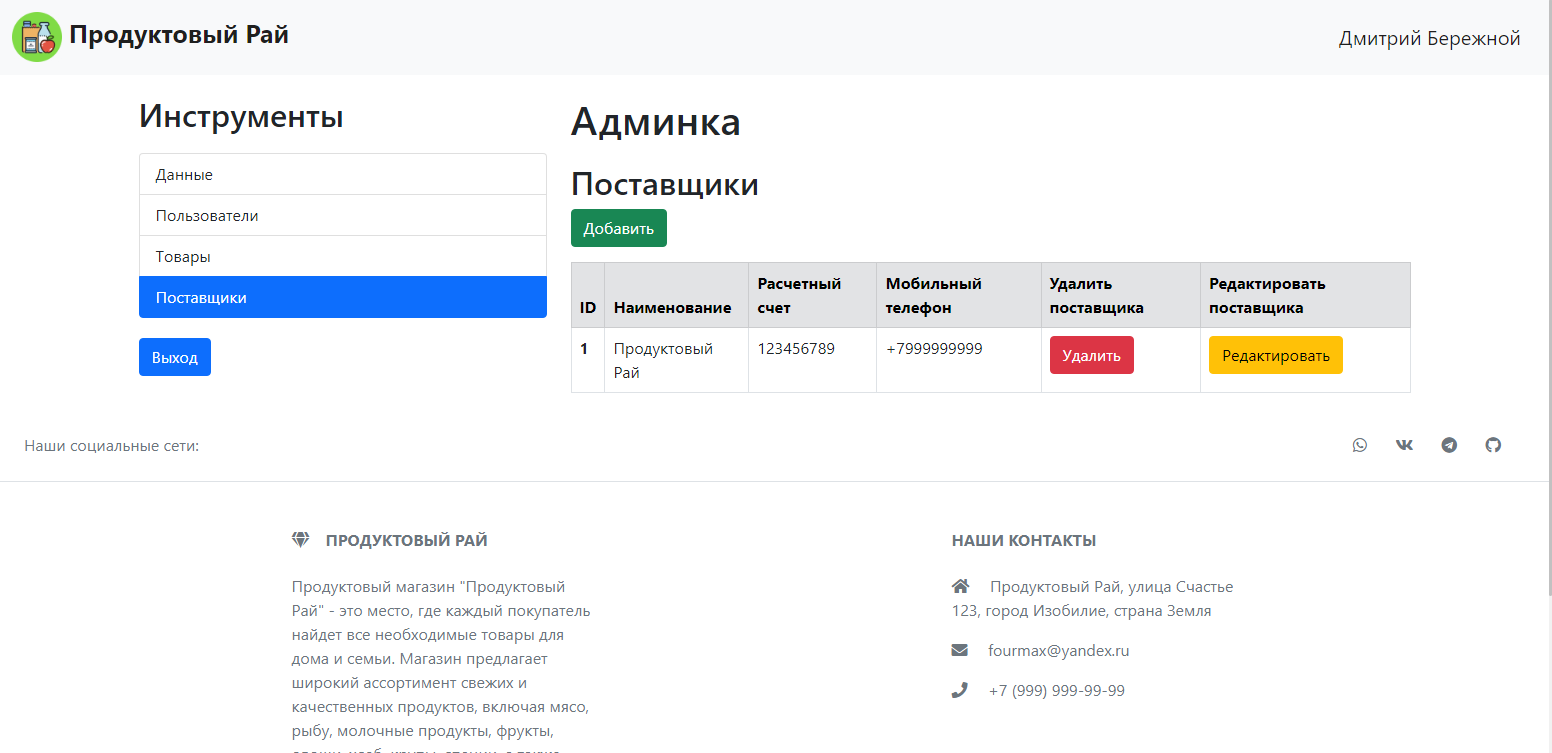 Продуктовый Рай
Дмитрий Бережной
Инструменты
Данные
Пользователи
Товары
Поставщики
Выход
Админка
Поставщики
Добавить
ID Наименование Расчетный счет Мобильный телефон Удалить поставщика Редактировать поставщика
1 Продуктовый Рай 123456789 +7999999999 Удалить Редактировать
Наши социальные сети:
ПРОДУКТОВЫЙ РАЙ
Продуктовый магазин "Продуктовый
Рай" - это место, где каждый покупатель
найдет все необходимые товары для
дома и семьи. Магазин предлагает
широкий ассортимент свежих и
качественных продуктов, включая мясо,
рыбу, молочные продукты, фрукты,
НАШИ КОНТАКТЫ
Продуктовый Рай, улица Счастье
123, город Изобилие, страна Земля
fourmax@yandex.ru
+7 (999) 999-99-99